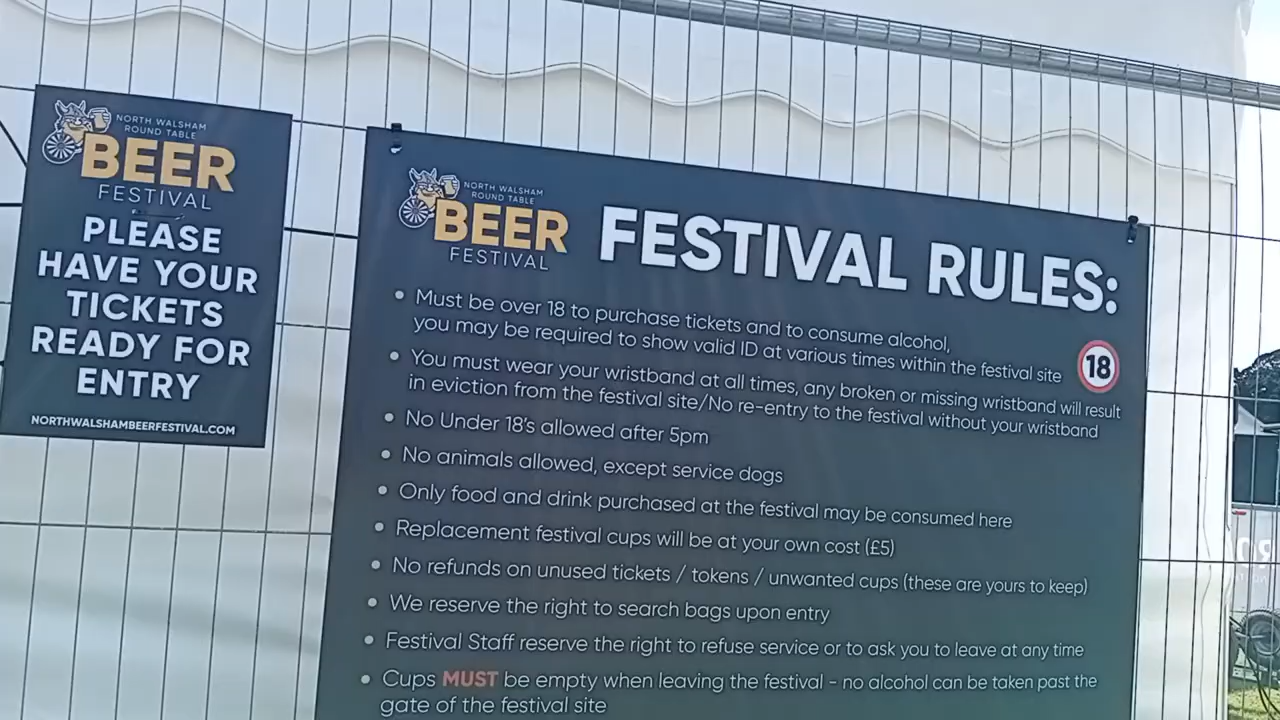 NORTH WALSHAM
ROUND TABLE
BEER
FESTIVAL
PLEASE
HAVE YOUR
TICKETS
READY FOR
ENTRY
NORTHWALSHAMBEERFESTIVAL.COM
NORTH WALSHAM
ROUND TABLE
BEER
FESTIVAL
FESTIVAL RULES:
• Must be over 18 to purchase tickets and to consume alcohol,
you may be required to show valid ID at various times within the festival site
18
• You must wear your wristband at all times, any broken or missing wristband will result
in eviction from the festival site/No re-entry to the festival without your wristband
• No Under 18's allowed after 5pm
• No animals allowed, except service dogs
• Only food and drink purchased at the festival may be consumed here
• Replacement festival cups will be at your own cost (£5)
• No refunds on unused tickets / tokens / unwanted cups (these are yours to keep)
• We reserve the right to search bags upon entry
• Festival Staff reserve the right to refuse service or to ask you to leave at any time
• Cups MUST be empty when leaving the festival - no alcohol can be taken past the
gate of the festival site